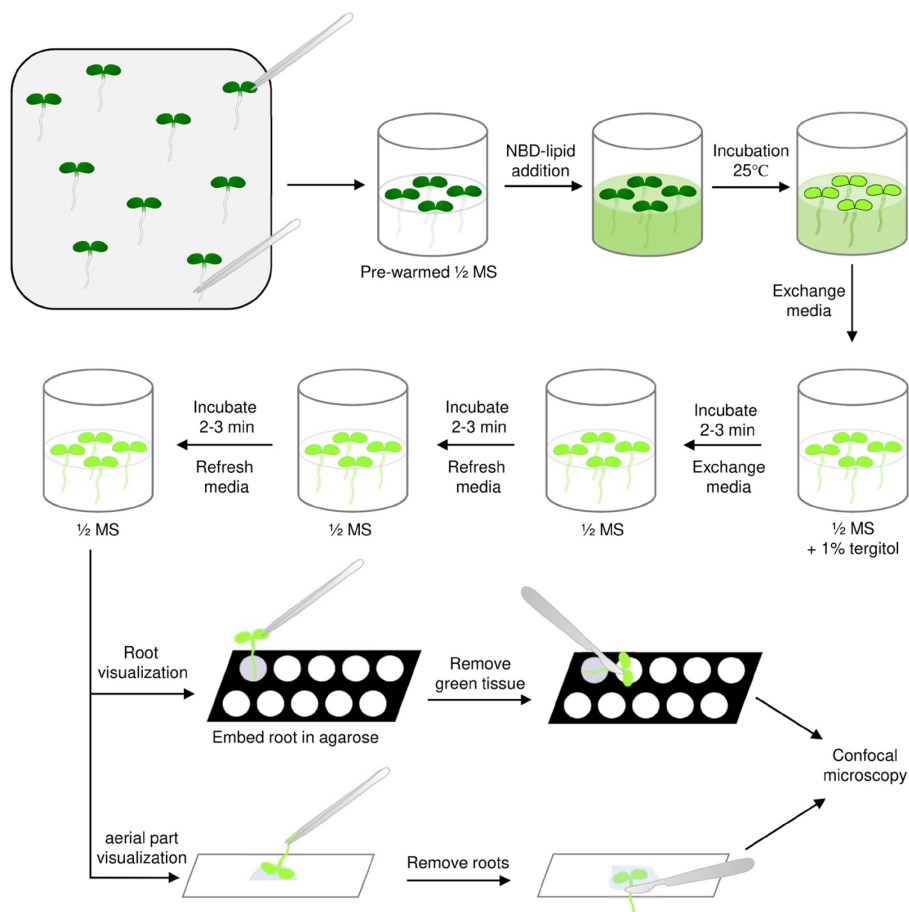 NBD-lipid
addition
Incubation
25℃
Pre-warmed ½ MS
Exchange
media
Incubate
2-3 min
Refresh
media
Incubate
2-3 min
Refresh
media
Incubate
2-3 min
Exchange
media
½ MS
½ MS
½ MS
½ MS
+ 1% tergitol
Root
visualization
Embed root in agarose
Remove
green tissue
Confocal
microscopy
aerial part
visualization
Remove roots